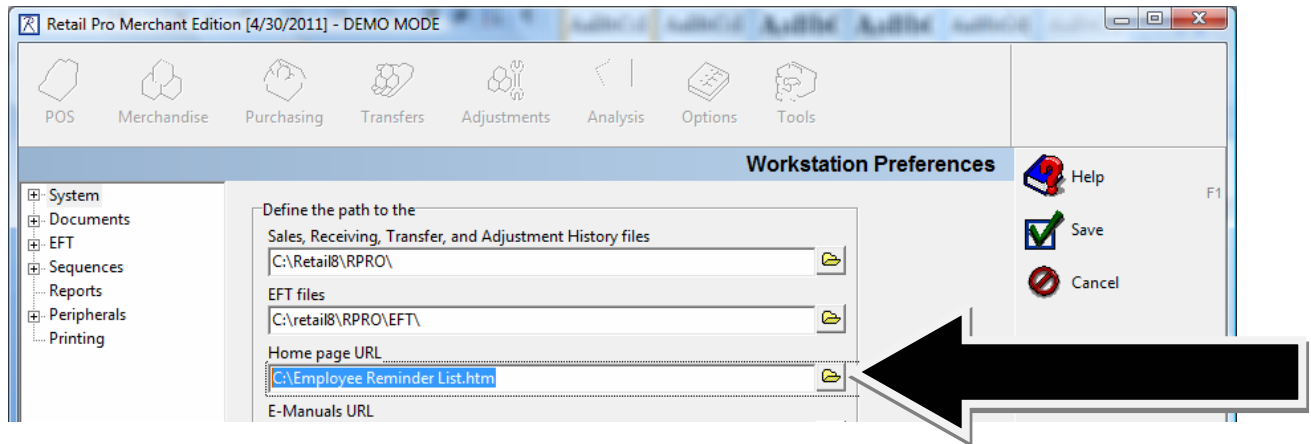 Retail Pro Merchant Edition [4/30/2011] - DEMO MODE
POS Merchandise Purchasing Transfers Adjustments Analysis Options Tools
Workstation Preferences
Help
F1
Save
Cancel
System
Documents
EFT
Sequences
Reports
Peripherals
Printing
Define the path to the
Sales, Receiving, Transfer, and Adjustment History files
C:\Retail8\RPRO\
EFT files
C:\retail8\RPRO\EFT\
Home page URL
C:\Employee Reminder List.htm
E-Manuals URL